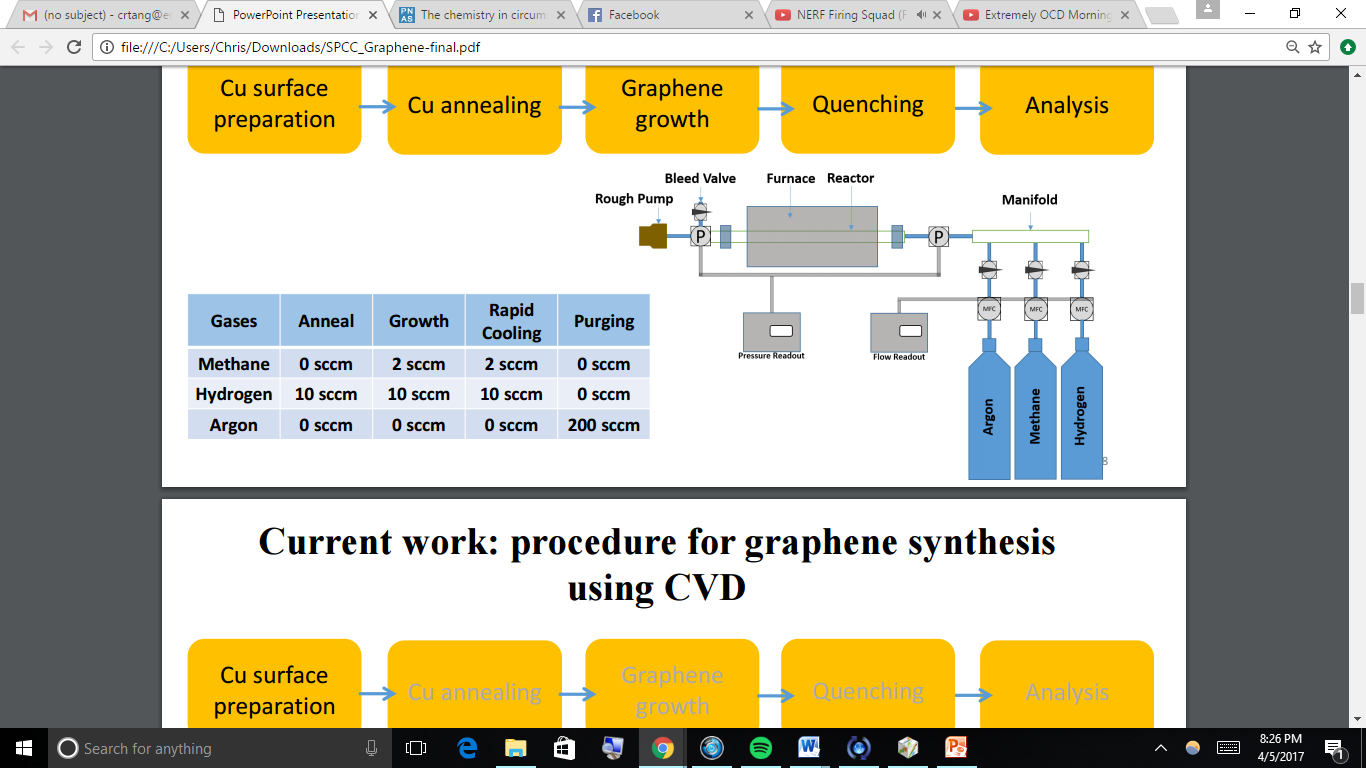 (no subject) - crtang@e
PowerPoint Presentation
The chemistry in circum
Facebook
NERF Firing Squad (F
Extremely OCD Morning
file:///C:/Users/Chris/Downloads/SPCC_Graphene-final.pdf
Cu surface
preparation
Cu annealing
Graphene
growth
Quenching
Analysis
Bleed Valve
Furnace
Reactor
Rough Pump
Manifold
P
P
MFC
MFC
MFC
Pressure Readout
Flow Readout
Argon
Methane
Hydrogen
8
Gases Anneal Growth Rapid Cooling Purging
Methane 0 sccm 2 sccm 2 sccm 0 sccm
Hydrogen 10 sccm 10 sccm 10 sccm 0 sccm
Argon 0 sccm 0 sccm 0 sccm 200 sccm
Current work: procedure for graphene synthesis
using CVD
Cu surface
preparation
Cu annealing
Graphene
growth
Quenching
Analysis
Search for anything
8:26 PM
4/5/2017
1